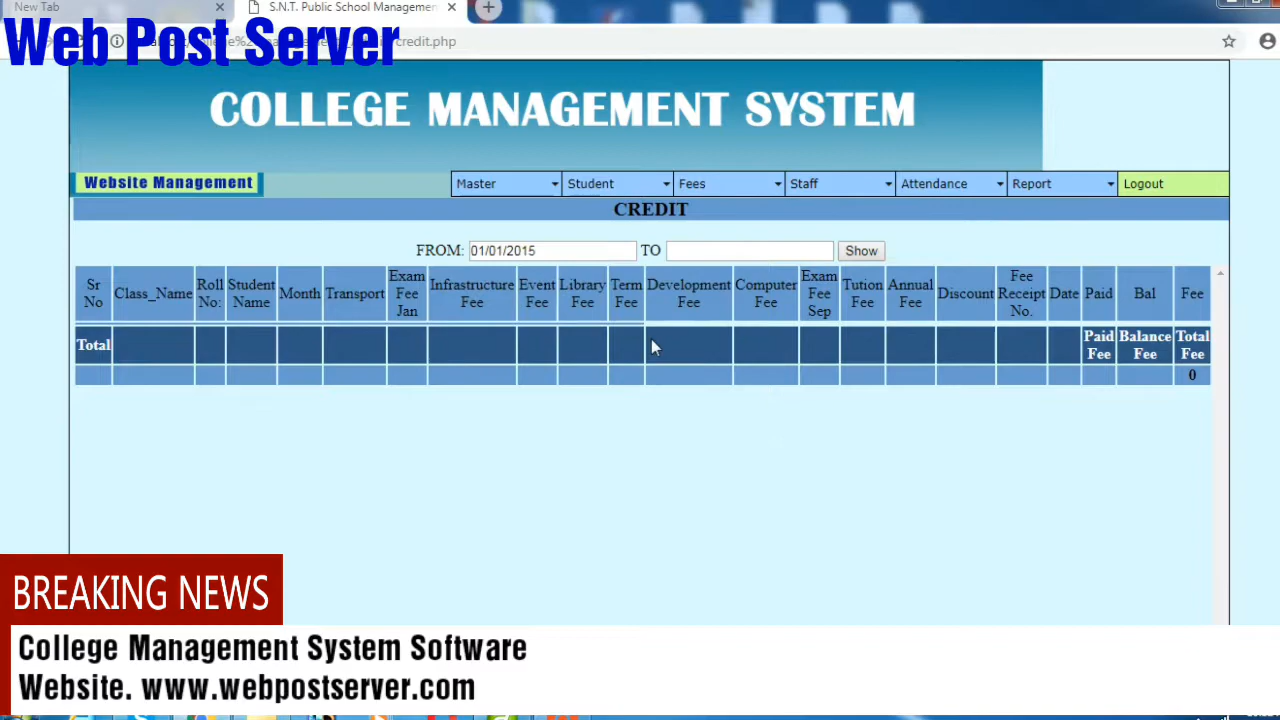 New Tab
S.N.T. Public School Managemen
Web Post Server
credit.php
COLLEGE MANAGEMENT SYSTEM
Website Management
Master Student Fees Staff Attendance Report Logout
CREDIT
FROM: 01/01/2015 TO Show
Sr No Class_Name Roll No: Student Name Month Transport Exam Fee Jan Infrastructure Fee Event Fee Library Fee Term Fee Development Fee Computer Fee Exam Fee Sep Tution Fee Annual Fee Discount Fee Receipt No. Date Paid Bal Fee
Total Paid Fee Balance Fee Total Fee
0
BREAKING NEWS
College Management System Software
Website. www.webpostserver.com